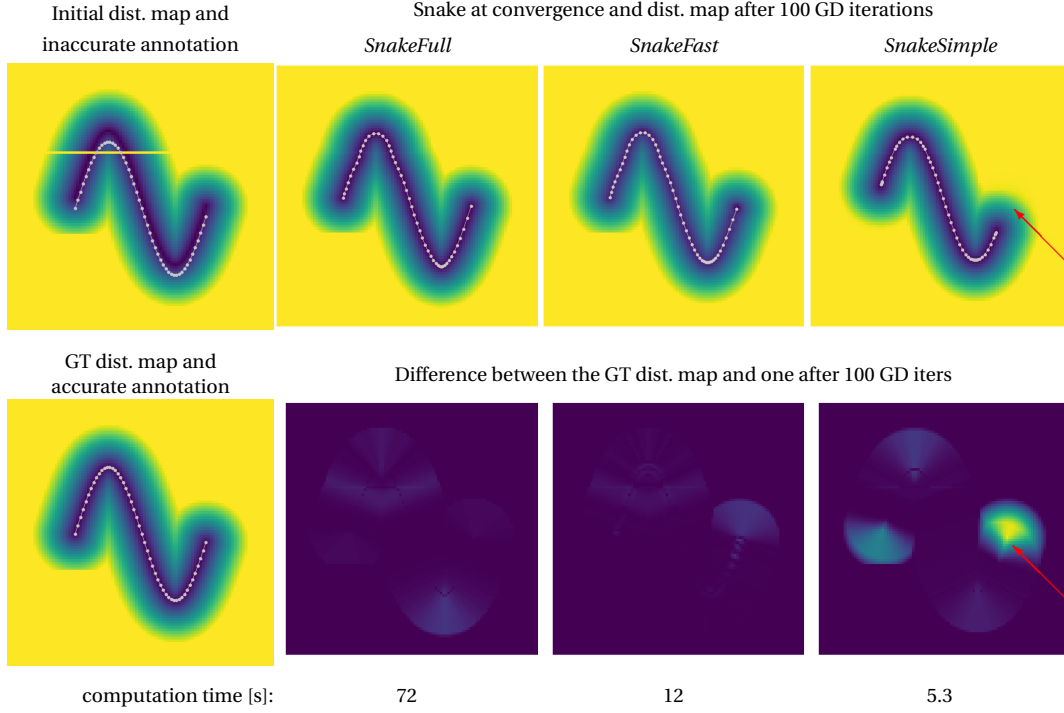 Initial dist. map and
inaccurate annotation
Snake at convergence and dist. map after 100 GD iterations
SnakeFull
SnakeFast
SnakeSimple
GT dist. map and
accurate annotation
Difference between the GT dist. map and one after 100 GD iters
computation time [s]: 72 12 5.3